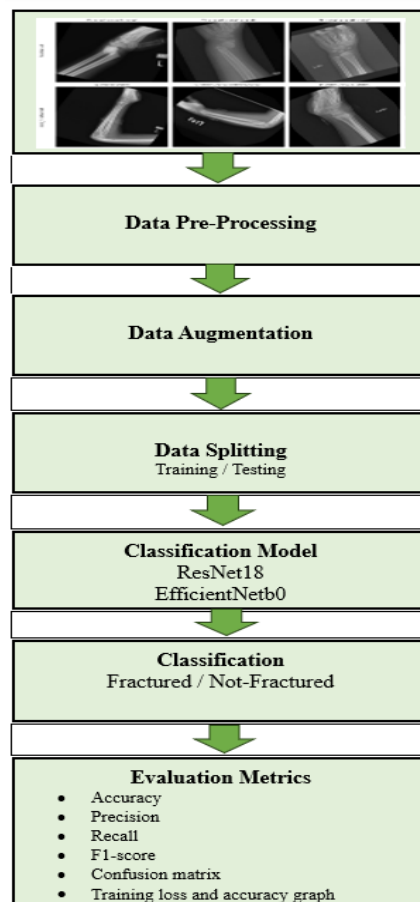 Data Pre-Processing
Data Augmentation
Data Splitting
Training / Testing
Classification Model
ResNet18
EfficientNetb0
Classification
Fractured / Not-Fractured
Evaluation Metrics
• Accuracy
• Precision
• Recall
• F1-score
• Confusion matrix
• Training loss and accuracy graph